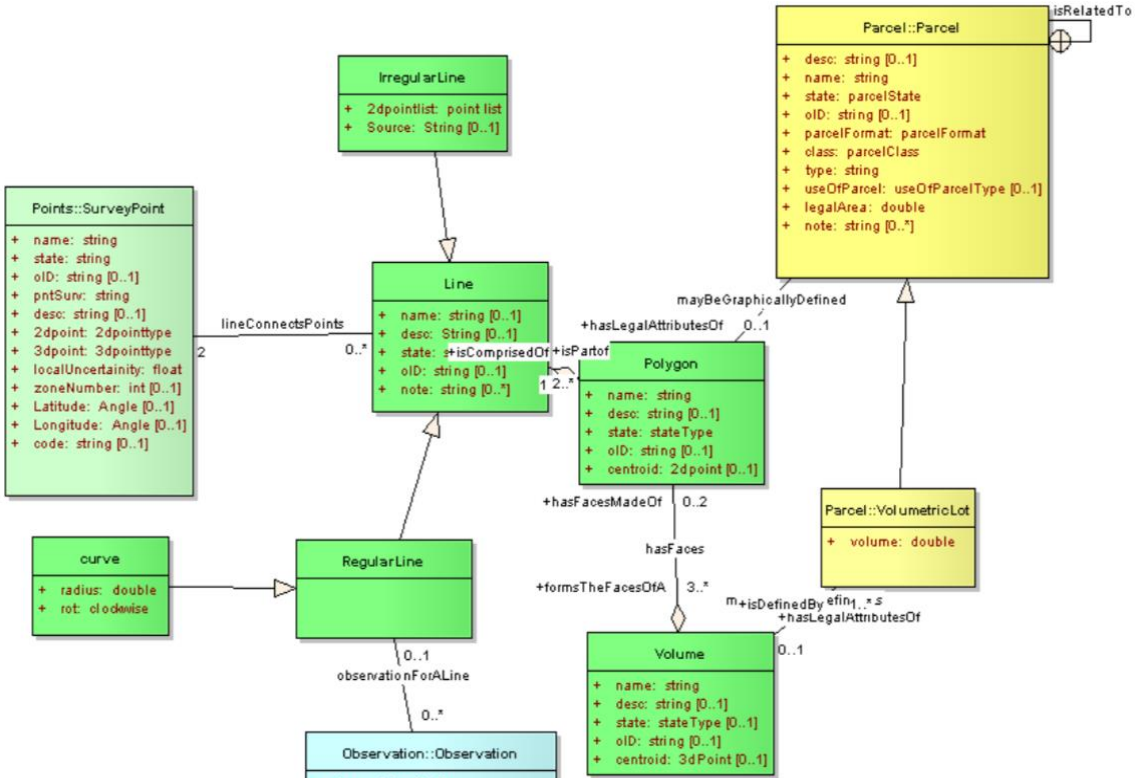 isRelatedTo
Parcel::Parcel
+ desc: string [0..1]
+ name: string
+ state: parcelState
+ oID: string [0..1]
+ parcelFormat: parcelFormat
+ class: parcelClass
+ type: string
+ useOfParcel: useOfParcelType [0..1]
+ legalArea: double
+ note: string [0..*]
IrregularLine
+ 2dpointlist: point list
+ Source: String [0..1]
Points::SurveyPoint
+ name: string
+ state: string
+ oID: string [0..1]
+ pntSurv: string
+ desc: string [0..1]
+ 2dpoint: 2dpointtype
+ 3dpoint: 3dpointtype
+ localUncertainity: float
+ zoneNumber: int [0..1]
+ Latitude: Angle [0..1]
+ Longitude: Angle [0..1]
+ code: string [0..1]
lineConnectsPoints
2
0..*
Line
+ name: string [0..1]
+ desc: String [0..1]
+ state: s
+ oID: string [0..1]
+ note: string [0..*]
+isComprisedOf
+isPartof
1
2..*
mayBeGraphicallyDefined
+hasLegalAttributesOf
0..1
Polygon
+ name: string
+ desc: string [0..1]
+ state: stateType
+ oID: string [0..1]
+ centroid: 2dpoint [0..1]
+hasFacesMadeOf
0..2
hasFaces
+formsTheFacesOfA
3..*
Parcel::VolumetricLot
+ volume: double
m
+isDefinedBy
efin
1..*
s
+hasLegalAttributesOf
0..1
curve
+ radius: double
+ rot: clockwise
RegularLine
0..1
observationForALine
0..*
Volume
+ name: string
+ desc: string [0..1]
+ state: stateType [0..1]
+ oID: string [0..1]
+ centroid: 3dPoint [0..1]
Observation::Observation